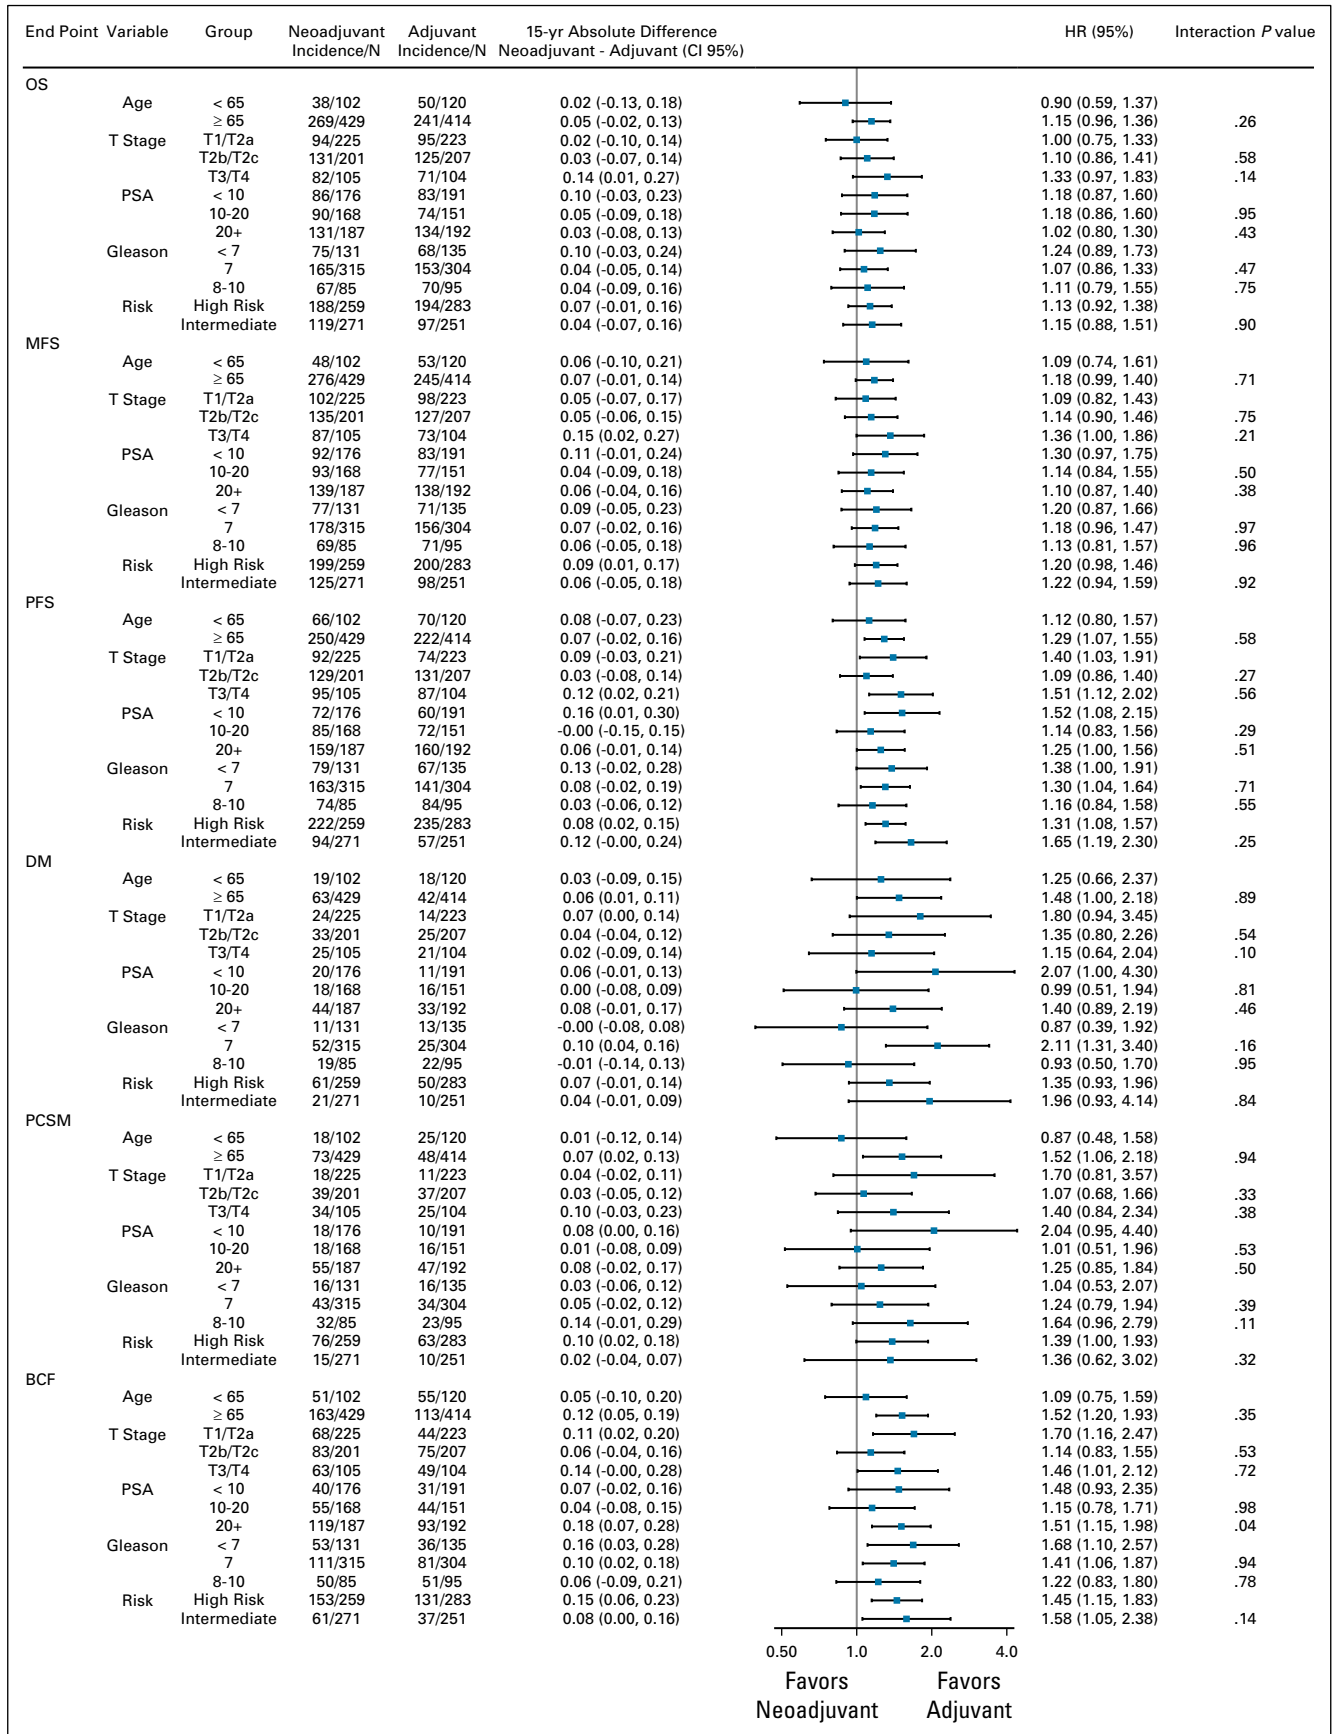 End Point Variable Group Neoadjuvant Adjuvant 15-yr Absolute Difference HR (95%) Interaction P value
Incidence/N Incidence/N Neoadjuvant - Adjuvant (CI 95%)
OS
Age < 65 38/102 50/120 0.02 (-0.13, 0.18) 0.90 (0.59, 1.37)
≥ 65 269/429 241/414 0.05 (-0.02, 0.13) 1.15 (0.96, 1.36) .26
T Stage T1/T2a 94/225 95/223 0.02 (-0.10, 0.14) 1.00 (0.75, 1.33)
T2b/T2c 131/201 125/207 0.03 (-0.07, 0.14) 1.10 (0.86, 1.41) .58
T3/T4 82/105 71/104 0.14 (0.01, 0.27) 1.33 (0.97, 1.83) .14
PSA < 10 86/176 83/191 0.10 (-0.03, 0.23) 1.18 (0.87, 1.60)
10-20 90/168 74/151 0.05 (-0.09, 0.18) 1.18 (0.86, 1.60) .95
20+ 131/187 134/192 0.03 (-0.08, 0.13) 1.02 (0.80, 1.30) .43
Gleason < 7 75/131 68/135 0.10 (-0.03, 0.24) 1.24 (0.89, 1.73)
7 165/315 153/304 0.04 (-0.05, 0.14) 1.07 (0.86, 1.33) .47
8-10 67/85 70/95 0.04 (-0.09, 0.16) 1.11 (0.79, 1.55) .75
Risk High Risk 188/259 194/283 0.07 (-0.01, 0.16) 1.13 (0.92, 1.38)
Intermediate 119/271 97/251 0.04 (-0.07, 0.16) 1.15 (0.88, 1.51) .90
MFS
Age < 65 48/102 53/120 0.06 (-0.10, 0.21) 1.09 (0.74, 1.61)
≥ 65 276/429 245/414 0.07 (-0.01, 0.14) 1.18 (0.99, 1.40) .71
T Stage T1/T2a 102/225 98/223 0.05 (-0.07, 0.17) 1.09 (0.82, 1.43)
T2b/T2c 135/201 127/207 0.05 (-0.06, 0.15) 1.14 (0.90, 1.46) .75
T3/T4 87/105 73/104 0.15 (0.02, 0.27) 1.36 (1.00, 1.86) .21
PSA < 10 92/176 83/191 0.11 (-0.01, 0.24) 1.30 (0.97, 1.75)
10-20 93/168 77/151 0.04 (-0.09, 0.18) 1.14 (0.84, 1.55) .50
20+ 139/187 138/192 0.06 (-0.04, 0.16) 1.10 (0.87, 1.40) .38
Gleason < 7 77/131 71/135 0.09 (-0.05, 0.23) 1.20 (0.87, 1.66)
7 178/315 156/304 0.07 (-0.02, 0.16) 1.18 (0.96, 1.47) .97
8-10 69/85 71/95 0.06 (-0.05, 0.18) 1.13 (0.81, 1.57) .96
Risk High Risk 199/259 200/283 0.09 (0.01, 0.17) 1.20 (0.98, 1.46)
Intermediate 125/271 98/251 0.06 (-0.05, 0.18) 1.22 (0.94, 1.59) .92
PFS
Age < 65 66/102 70/120 0.08 (-0.07, 0.23) 1.12 (0.80, 1.57)
≥ 65 250/429 222/414 0.07 (-0.02, 0.16) 1.29 (1.07, 1.55) .58
T Stage T1/T2a 92/225 74/223 0.09 (-0.03, 0.21) 1.40 (1.03, 1.91)
T2b/T2c 129/201 131/207 0.03 (-0.08, 0.14) 1.09 (0.86, 1.40) .27
T3/T4 95/105 87/104 0.12 (0.02, 0.21) 1.51 (1.12, 2.02) .56
PSA < 10 72/176 60/191 0.16 (0.01, 0.30) 1.52 (1.08, 2.15)
10-20 85/168 72/151 -0.00 (-0.15, 0.15) 1.14 (0.83, 1.56) .29
20+ 159/187 160/192 0.06 (-0.01, 0.14) 1.25 (1.00, 1.56) .51
Gleason < 7 79/131 67/135 0.13 (-0.02, 0.28) 1.38 (1.00, 1.91)
7 163/315 141/304 0.08 (-0.02, 0.19) 1.30 (1.04, 1.64) .71
8-10 74/85 84/95 0.03 (-0.06, 0.12) 1.16 (0.84, 1.58) .55
Risk High Risk 222/259 235/283 0.08 (0.02, 0.15) 1.31 (1.08, 1.57)
Intermediate 94/271 57/251 0.12 (-0.00, 0.24) 1.65 (1.19, 2.30) .25
DM
Age < 65 19/102 18/120 0.03 (-0.09, 0.15) 1.25 (0.66, 2.37)
≥ 65 63/429 42/414 0.06 (0.01, 0.11) 1.48 (1.00, 2.18) .89
T Stage T1/T2a 24/225 14/223 0.07 (0.00, 0.14) 1.80 (0.94, 3.45)
T2b/T2c 33/201 25/207 0.04 (-0.04, 0.12) 1.35 (0.80, 2.26) .54
T3/T4 25/105 21/104 0.02 (-0.09, 0.14) 1.15 (0.64, 2.04) .10
PSA < 10 20/176 11/191 0.06 (-0.01, 0.13) 2.07 (1.00, 4.30)
10-20 18/168 16/151 0.00 (-0.08, 0.09) 0.99 (0.51, 1.94) .81
20+ 44/187 33/192 0.08 (-0.01, 0.17) 1.40 (0.89, 2.19) .46
Gleason < 7 11/131 13/135 -0.00 (-0.08, 0.08) 0.87 (0.39, 1.92)
7 52/315 25/304 0.10 (0.04, 0.16) 2.11 (1.31, 3.40) .16
8-10 19/85 22/95 -0.01 (-0.14, 0.13) 0.93 (0.50, 1.70) .95
Risk High Risk 61/259 50/283 0.07 (-0.01, 0.14) 1.35 (0.93, 1.96)
Intermediate 21/271 10/251 0.04 (-0.01, 0.09) 1.96 (0.93, 4.14) .84
PCSM
Age < 65 18/102 25/120 0.01 (-0.12, 0.14) 0.87 (0.48, 1.58)
≥ 65 73/429 48/414 0.07 (0.02, 0.13) 1.52 (1.06, 2.18) .94
T Stage T1/T2a 18/225 11/223 0.04 (-0.02, 0.11) 1.70 (0.81, 3.57)
T2b/T2c 39/201 37/207 0.03 (-0.05, 0.12) 1.07 (0.68, 1.66) .33
T3/T4 34/105 25/104 0.10 (-0.03, 0.23) 1.40 (0.84, 2.34) .38
PSA < 10 18/176 10/191 0.08 (0.00, 0.16) 2.04 (0.95, 4.40)
10-20 18/168 16/151 0.01 (-0.08, 0.09) 1.01 (0.51, 1.96) .53
20+ 55/187 47/192 0.08 (-0.02, 0.17) 1.25 (0.85, 1.84) .50
Gleason < 7 16/131 16/135 0.03 (-0.06, 0.12) 1.04 (0.53, 2.07)
7 43/315 34/304 0.05 (-0.02, 0.12) 1.24 (0.79, 1.94) .39
8-10 32/85 23/95 0.14 (-0.01, 0.29) 1.64 (0.96, 2.79) .11
Risk High Risk 76/259 63/283 0.10 (0.02, 0.18) 1.39 (1.00, 1.93)
Intermediate 15/271 10/251 0.02 (-0.04, 0.07) 1.36 (0.62, 3.02) .32
BCF
Age < 65 51/102 55/120 0.05 (-0.10, 0.20) 1.09 (0.75, 1.59)
≥ 65 163/429 113/414 0.12 (0.05, 0.19) 1.52 (1.20, 1.93) .35
T Stage T1/T2a 68/225 44/223 0.11 (0.02, 0.20) 1.70 (1.16, 2.47)
T2b/T2c 83/201 75/207 0.06 (-0.04, 0.16) 1.14 (0.83, 1.55) .53
T3/T4 63/105 49/104 0.14 (-0.00, 0.28) 1.46 (1.01, 2.12) .72
PSA < 10 40/176 31/191 0.07 (-0.02, 0.16) 1.48 (0.93, 2.35)
10-20 55/168 44/151 0.04 (-0.08, 0.15) 1.15 (0.78, 1.71) .98
20+ 119/187 93/192 0.18 (0.07, 0.28) 1.51 (1.15, 1.98) .04
Gleason < 7 53/131 36/135 0.16 (0.03, 0.28) 1.68 (1.10, 2.57)
7 111/315 81/304 0.10 (0.02, 0.18) 1.41 (1.06, 1.87) .94
8-10 50/85 51/95 0.06 (-0.09, 0.21) 1.22 (0.83, 1.80) .78
Risk High Risk 153/259 131/283 0.15 (0.06, 0.23) 1.45 (1.15, 1.83)
Intermediate 61/271 37/251 0.08 (0.00, 0.16) 1.58 (1.05, 2.38) .14
0.50 1.0 2.0 4.0
Favors Favors
Neoadjuvant Adjuvant